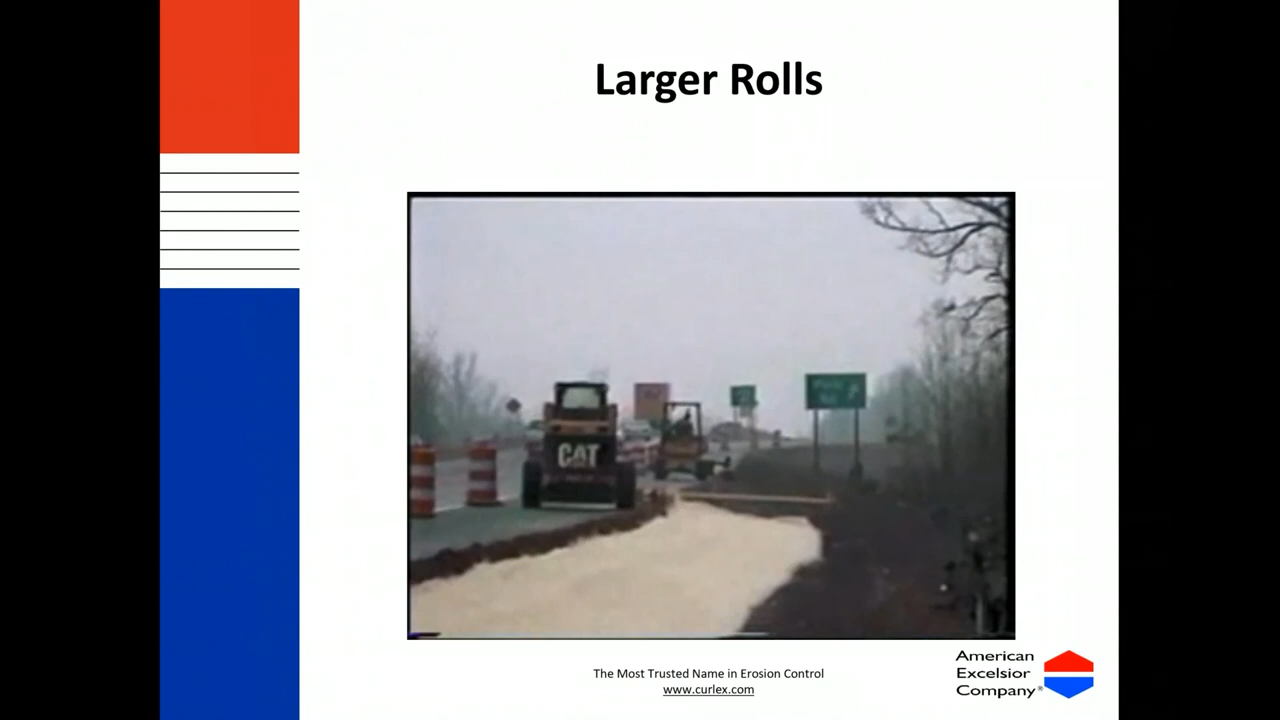 Larger Rolls
CAT
The Most Trusted Name in Erosion Control
www.curlex.com
American
Excelsior
Company®